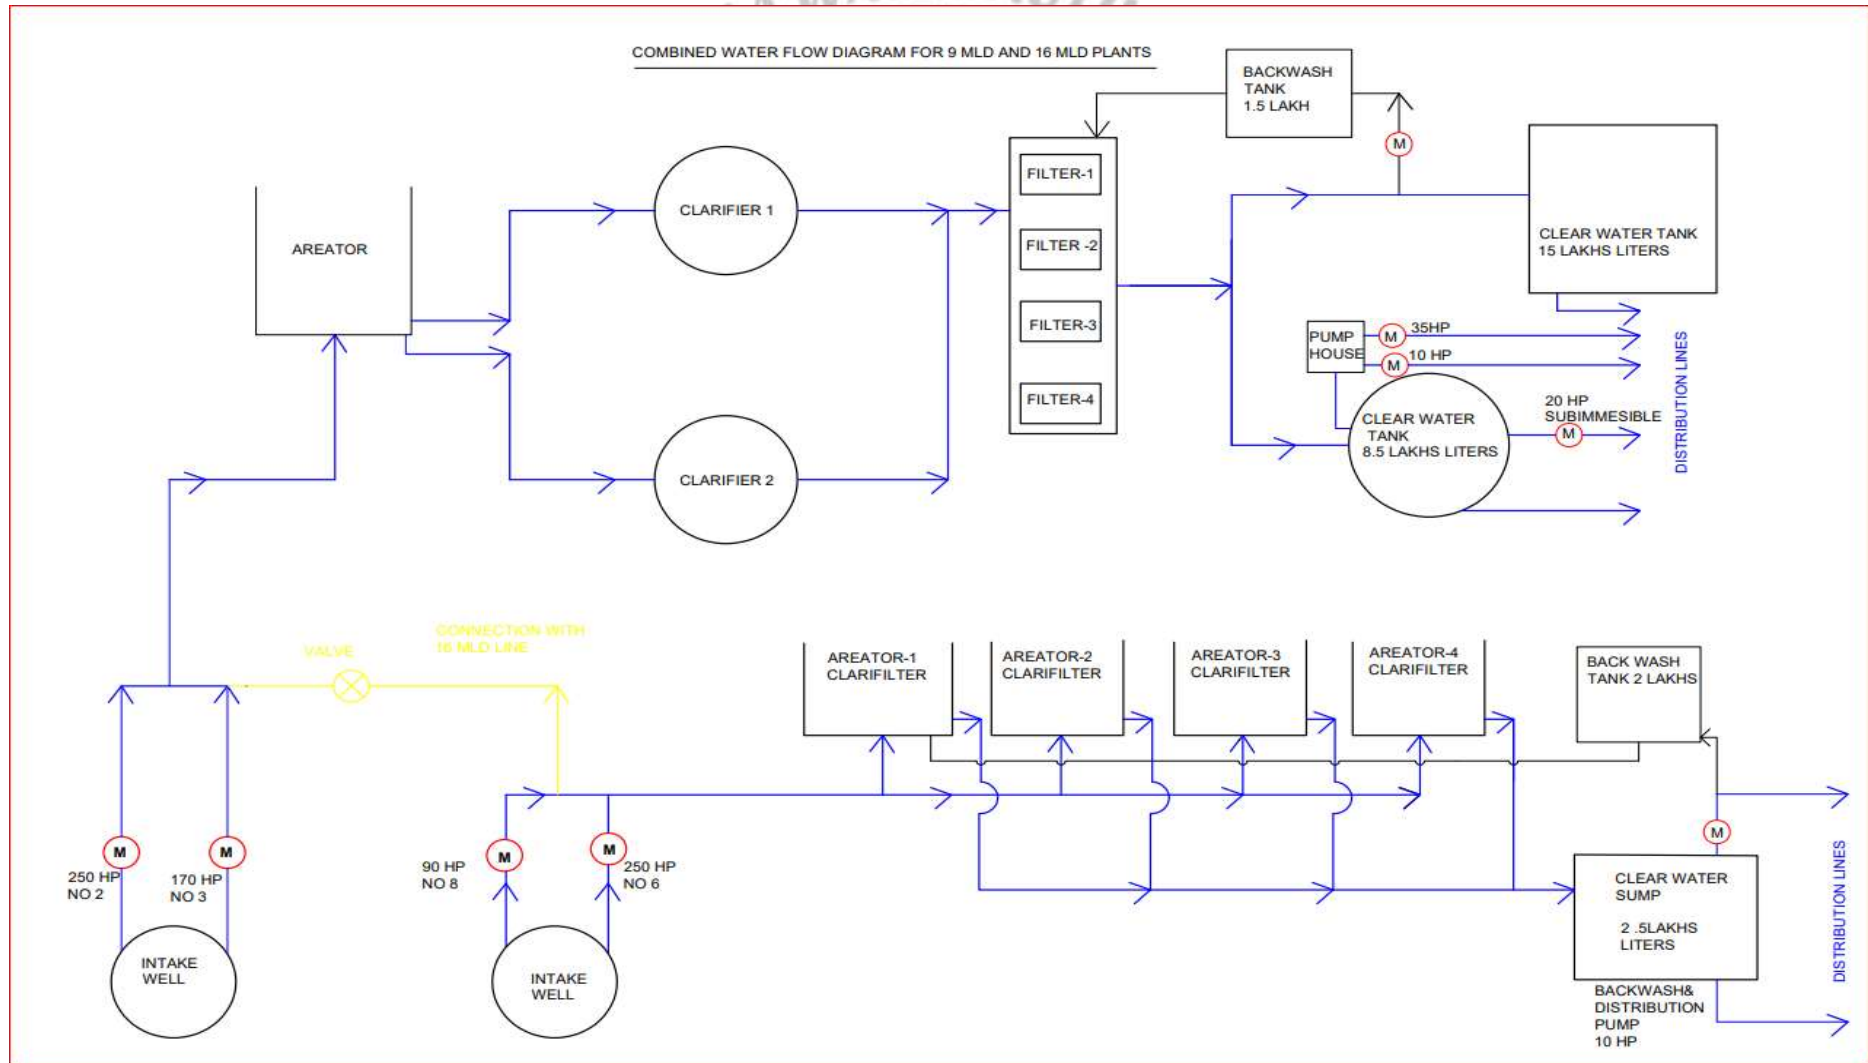 COMBINED WATER FLOW DIAGRAM FOR 9 MLD AND 16 MLD PLANTS
BACKWASH
TANK
1.5 LAKH
M
FILTER-1
FILTER -2
FILTER-3
FILTER-4
CLARIFIER 1
AREATOR
CLARIFIER 2
CLEAR WATER TANK
15 LAKHS LITERS
PUMP
HOUSE
M
35HP
M
10 HP
CLEAR WATER
TANK
8.5 LAKHS LITERS
20 HP
SUBIMMESIBLE
M
DISTRIBUTION LINES
VALVE
CONNECTION WITH
16 MLD LINE
AREATOR-1
CLARIFILTER
AREATOR-2
CLARIFILTER
AREATOR-3
CLARIFILTER
AREATOR-4
CLARIFILTER
BACK WASH
TANK 2 LAKHS
M
250 HP
NO 2
M
170 HP
NO 3
M
90 HP
NO 8
M
250 HP
NO 6
M
CLEAR WATER
SUMP
2 .5LAKHS
LITERS
DISTRIBUTION LINES
INTAKE
WELL
INTAKE
WELL
BACKWASH&
DISTRIBUTION
PUMP
10 HP